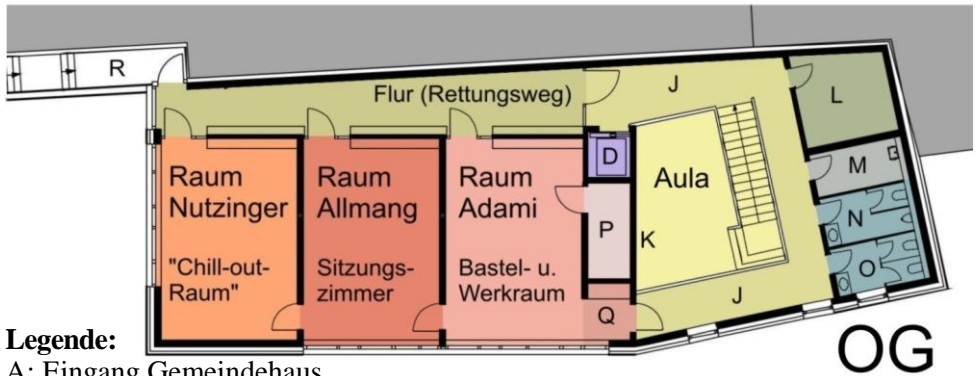 R
Flur (Rettungsweg)
J
L
D
M
Raum
Nutzinger
"Chill-out-
Raum"
Raum
Allmang
Sitzungs-
zimmer
Raum
Adami
Bastel- u.
Werkraum
P
Aula
K
N
O
Q
J
OG
Legende:
A: Eingang Gemeindehaus